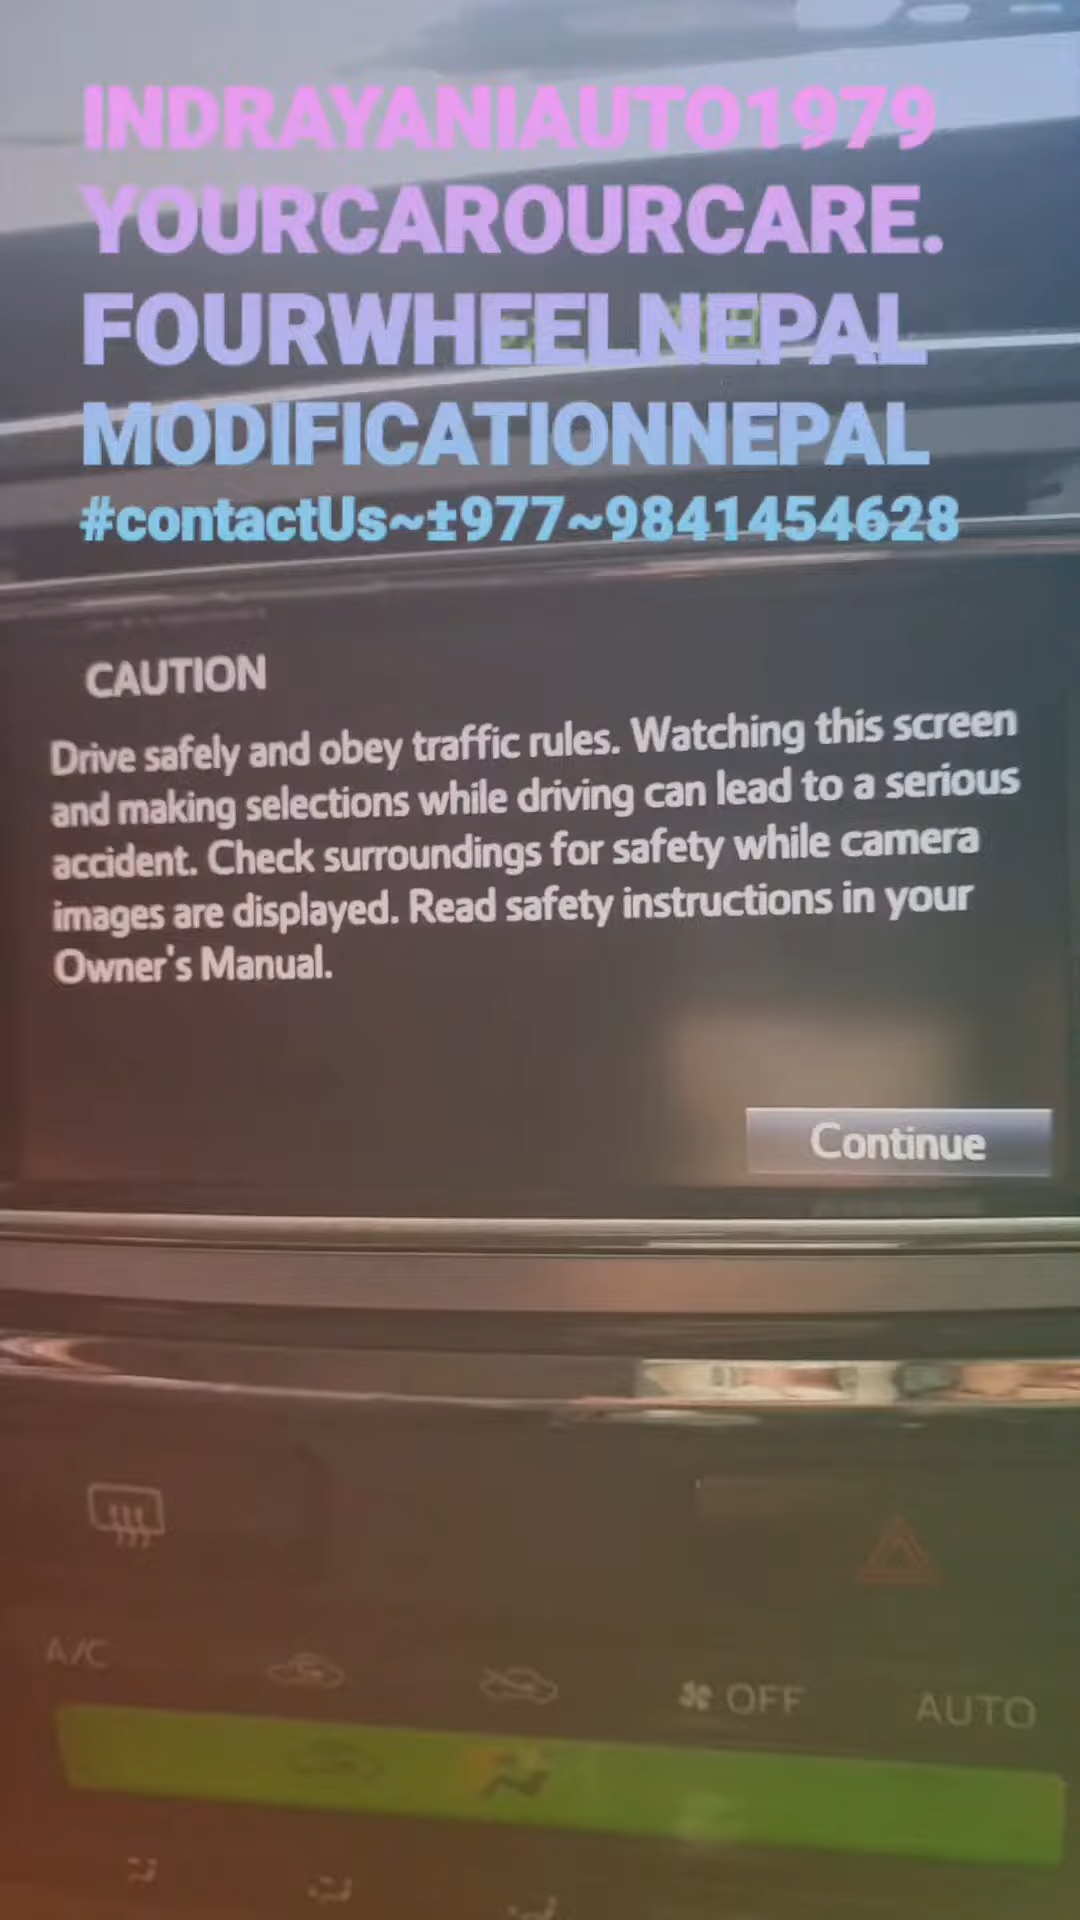 INDRAYANIAUTO1979
YOURCAROURCARE.
FOURWHEELNEPAL
MODIFICATIONNEPAL
#contactUs~±977~9841454628
CAUTION
Drive safely and obey traffic rules. Watching this screen
and making selections while driving can lead to a serious
accident. Check surroundings for safety while camera
images are displayed. Read safety instructions in your
Owner's Manual.
Continue
A/C
OFF
AUTO